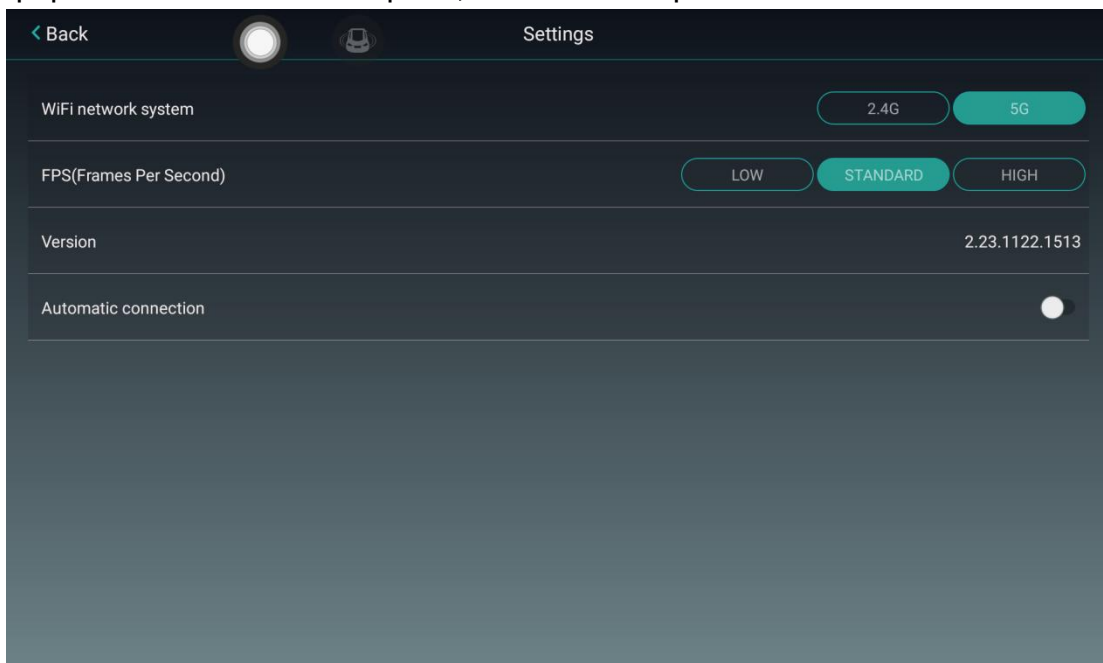 Back
Settings
WiFi network system
2.4G
5G
FPS(Frames Per Second)
LOW
STANDARD
HIGH
Version
2.23.1122.1513
Automatic connection